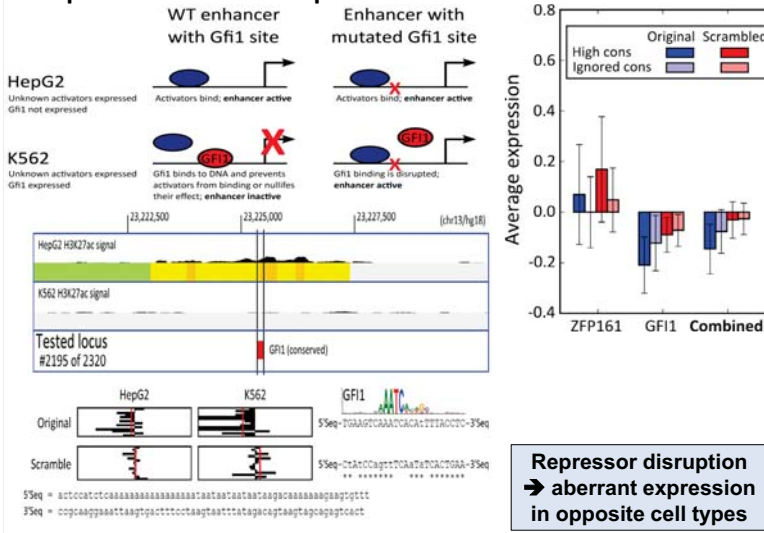 WT enhancer
with Gfi1 site
Enhancer with
mutated Gfi1 site
HepG2
Unknown activators expressed
Gfi1 not expressed
Activators bind; enhancer active
Activators bind; enhancer active
K562
Unknown activators expressed
Gfi1 expressed
GFI1
X
Gfi1 binds to DNA and prevents
activators from binding or nullifes
their effect; enhancer inactive
GFI1
Gfi1 binding is disrupted;
enhancer active
23,222,500
23,225,000
23,227,500
(chr13/hg18)
HepG2 H3K27ac signal
K562 H3K27ac signal
Tested locus
#2195 of 2320
GFI1 (conserved)
HepG2
K562
GFI1
Original
5'Seq-TGAAGTCAAATCACATTTACCTC-3'Seq
Scramble
5'Seq-CtAtCCagtTTCAaTaTCACTGAA-3'Seq
** ******* *******
5'Seq = actccatctcaaaaaaaaaaaaaaaaaataataataataataagacaaaaaaagaagtgttt
3'Seq = ccgcaaggaaattaagtgactttcctaagtaatttatagacagtaagtagcagagtcact
Average expression
0.8
0.6
0.4
0.2
0.0
-0.2
-0.4
Original Scrambled
High cons
Ignored cons
ZFP161
GFI1
Combined
Repressor disruption
➔ aberrant expression
in opposite cell types